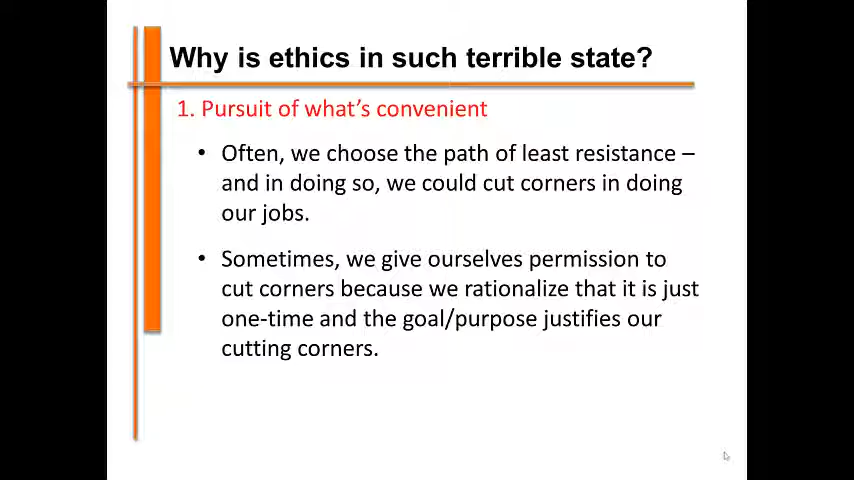 Why is ethics in such terrible state?
1. Pursuit of what’s convenient
• Often, we choose the path of least resistance –
and in doing so, we could cut corners in doing
our jobs.
• Sometimes, we give ourselves permission to
cut corners because we rationalize that it is just
one-time and the goal/purpose justifies our
cutting corners.